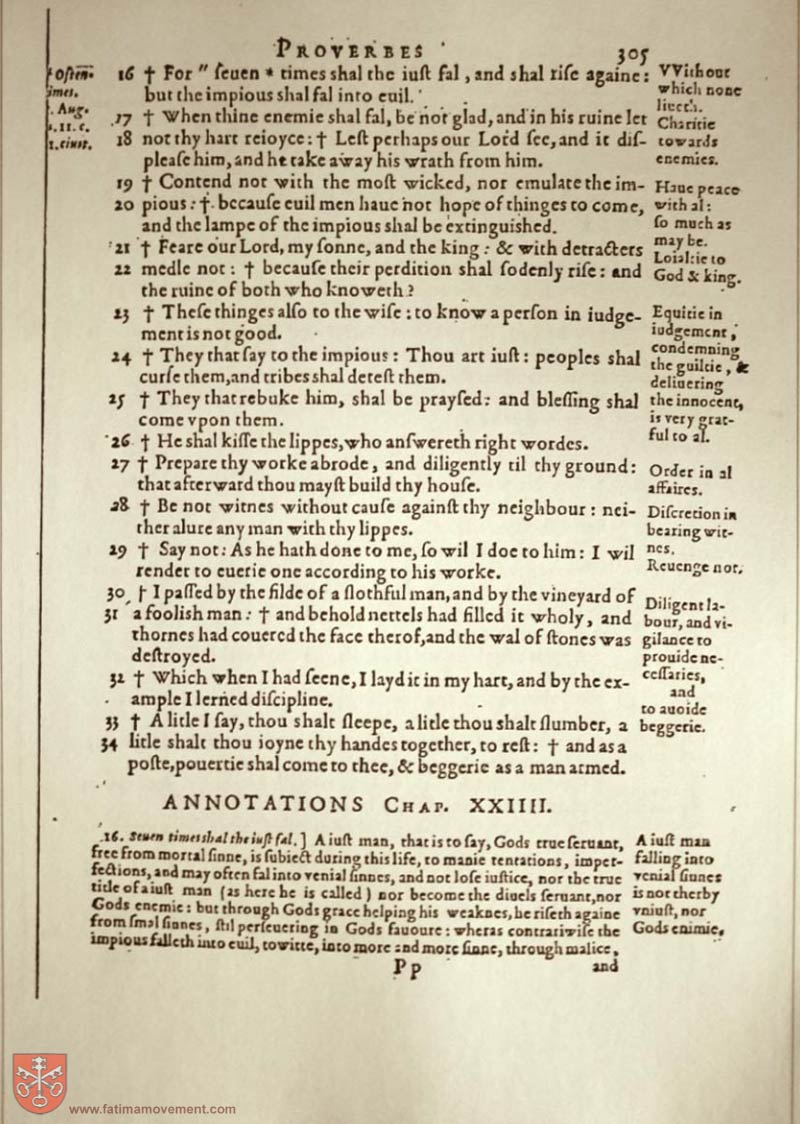 PROVERBES
305
16 † For " ſeuen * times shal the iuſt fal, and shal riſe againe:
but the impious shal fal into euil.
17 † When thine enemie shal fal, be not glad, and in his ruine let
18 not thy hart reioyce: † Leſt perhaps our Lord ſee, and it diſ-
pleaſe him, and he take away his wrath from him.
19 † Contend not with the moſt wicked, nor emulate the im-
20 pious: † becauſe euil men haue not hope of thinges to come,
and the lampe of the impious shal be extinguished.
21 † Feare our Lord, my ſonne, and the king: & with detracters
22 medle not: † becauſe their perdition shal ſodenly riſe: and
the ruine of both who knoweth?
23 † Theſe thinges alſo to the wiſe: to know a perſon in iudge-
ment is not good.
24 † They that ſay to the impious: Thou art iuſt: peoples shal
curſe them, and tribes shal deteſt them.
25 † They that rebuke him, shal be prayſed: and bleſſing shal
come vpon them.
26 † He shal kiſſe the lippes, who anſwereth right wordes.
27 † Prepare thy worke abrode, and diligently til thy ground:
that afterward thou mayſt build thy houſe.
28 † Be not witnes without cauſe againſt thy neighbour: nei-
ther alure any man with thy lippes.
29 † Say not: As he hath done to me, ſo wil I doe to him: I wil
render to euerie one according to his worke.
30 † I paſſed by the filde of a ſlothful man, and by the vineyard of
31 a foolish man: † and behold nettels had filled it wholy, and
thornes had couered the face therof, and the wal of ſtones was
deſtroyed.
32 † Which when I had ſeene, I layd it in my hart, and by the ex-
ample I lerned diſcipline.
33 † A litle I ſay, thou shalt ſleepe, a litle thou shalt ſlumber, a
34 litle shalt thou ioyne thy handes together, to reſt: † and as a
poſte, pouertie shal come to thee, & beggerie as a man armed.
Often-
imes.
Aug.
11. c.
VVithout
which none
liueth.
Charitie
towards
enemies.
Haue peace
with al:
ſo much as
may be.
Loialtie to
God & king.
Equitie in
iudgement,
condemning
the guiltie, &
deliuering
the innocent,
is very grat-
ful to al.
Order in al
affaires.
Diſcretion in
bearing wit-
nes.
Reuenge not.
Diligent la-
bour, and vi-
gilance to
prouide ne-
ceſſaries,
and
to auoide
beggerie.
ANNOTATIONS CHAP. XXIIII.
16. Seuen times shal the iuſt fal.] A iuſt man, that is to ſay, Gods true ſeruant,
free from mortal ſinne, is ſubiect during this life, to manie tentations, imper-
fections, and may often fal into venial ſinnes, and not loſe iuſtice, nor the true
title of a iuſt man (as here he is called) nor become the diuels ſeruant, nor
Gods enemie: but through Gods grace helping his weaknes, he riſeth againe
from ſmal ſinnes, ſtil perſeuering in Gods fauoure: wheras contrariwiſe the
impious falleth into euil, to witte, into more and more ſinne, through malice,
A iuſt man
falling into
venial ſinnes
is not therby
vniuſt, nor
Gods enimie.
Pp
and
www.fatimamovement.com